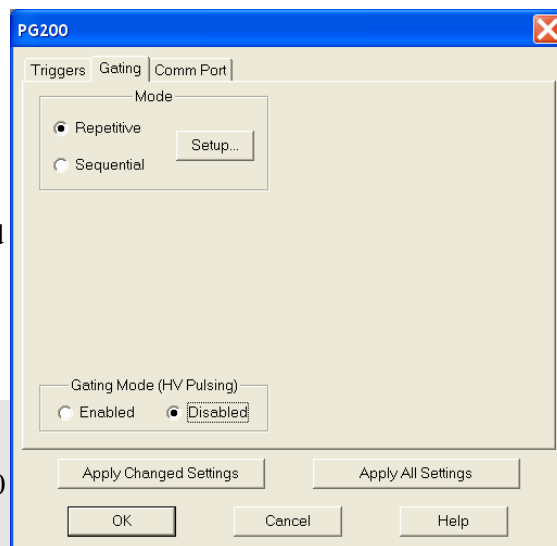 PG200
Triggers Gating Comm Port
Mode
Repetitive
Setup...
Sequential
Gating Mode (HV Pulsing)
Enabled Disabled
Apply Changed Settings Apply All Settings
OK Cancel Help